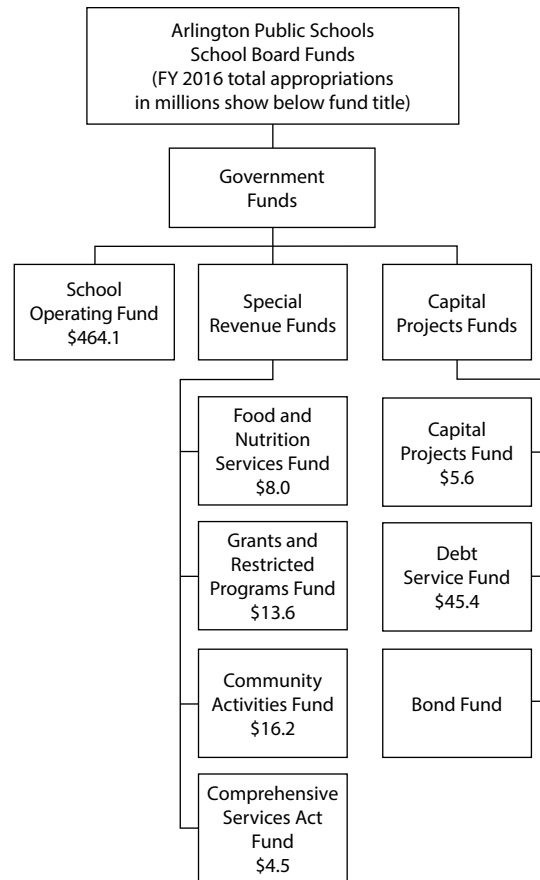 Arlington Public Schools
School Board Funds
(FY 2016 total appropriations
in millions show below fund title)
Government
Funds
School
Operating Fund
$464.1
Special
Revenue Funds
Capital
Projects Funds
Food and
Nutrition
Services Fund
$8.0
Grants and
Restricted
Programs Fund
$13.6
Community
Activities Fund
$16.2
Comprehensive
Services Act
Fund
$4.5
Capital
Projects Fund
$5.6
Debt
Service Fund
$45.4
Bond Fund